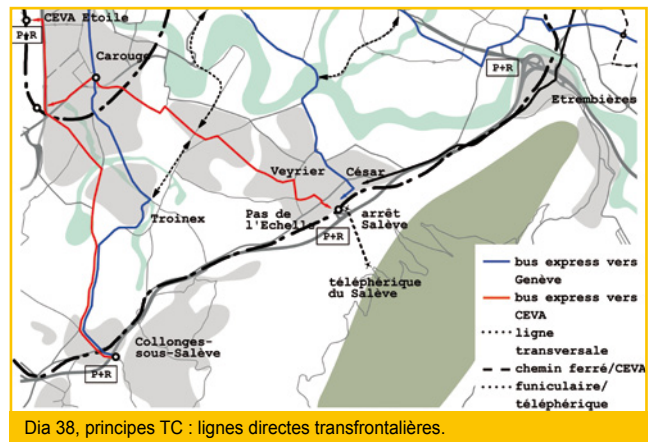 CEVA Etoile
P+R
Carouge
P+R
Etrembières
Veyrier
César
Troinex
Pas de
l'Echelle
arrêt
Salève
P+R
téléphérique
du Salève
Collonges-
sous-Salève
P+R
bus express vers
Genève
bus express vers
CEVA
ligne
transversale
chemin ferré/CEVA
funiculaire/
téléphérique
Dia 38, principes TC : lignes directes transfrontalières.